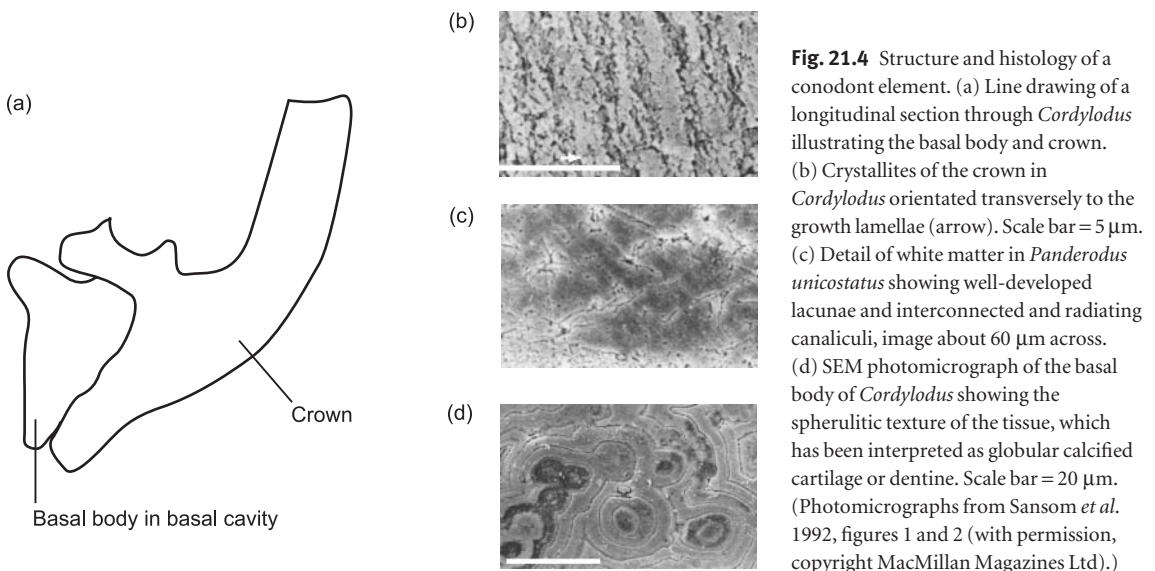 (a)
Crown
Basal body in basal cavity
(b)
(c)
(d)
Fig. 21.4 Structure and histology of a
conodont element. (a) Line drawing of a
longitudinal section through Cordylodus
illustrating the basal body and crown.
(b) Crystallites of the crown in
Cordylodus orientated transversely to the
growth lamellae (arrow). Scale bar = 5 μm.
(c) Detail of white matter in Panderodus
unicostatus showing well-developed
lacunae and interconnected and radiating
canaliculi, image about 60 μm across.
(d) SEM photomicrograph of the basal
body of Cordylodus showing the
spherulitic texture of the tissue, which
has been interpreted as globular calcified
cartilage or dentine. Scale bar = 20 μm.
(Photomicrographs from Sansom et al.
1992, figures 1 and 2 (with permission,
copyright MacMillan Magazines Ltd).)